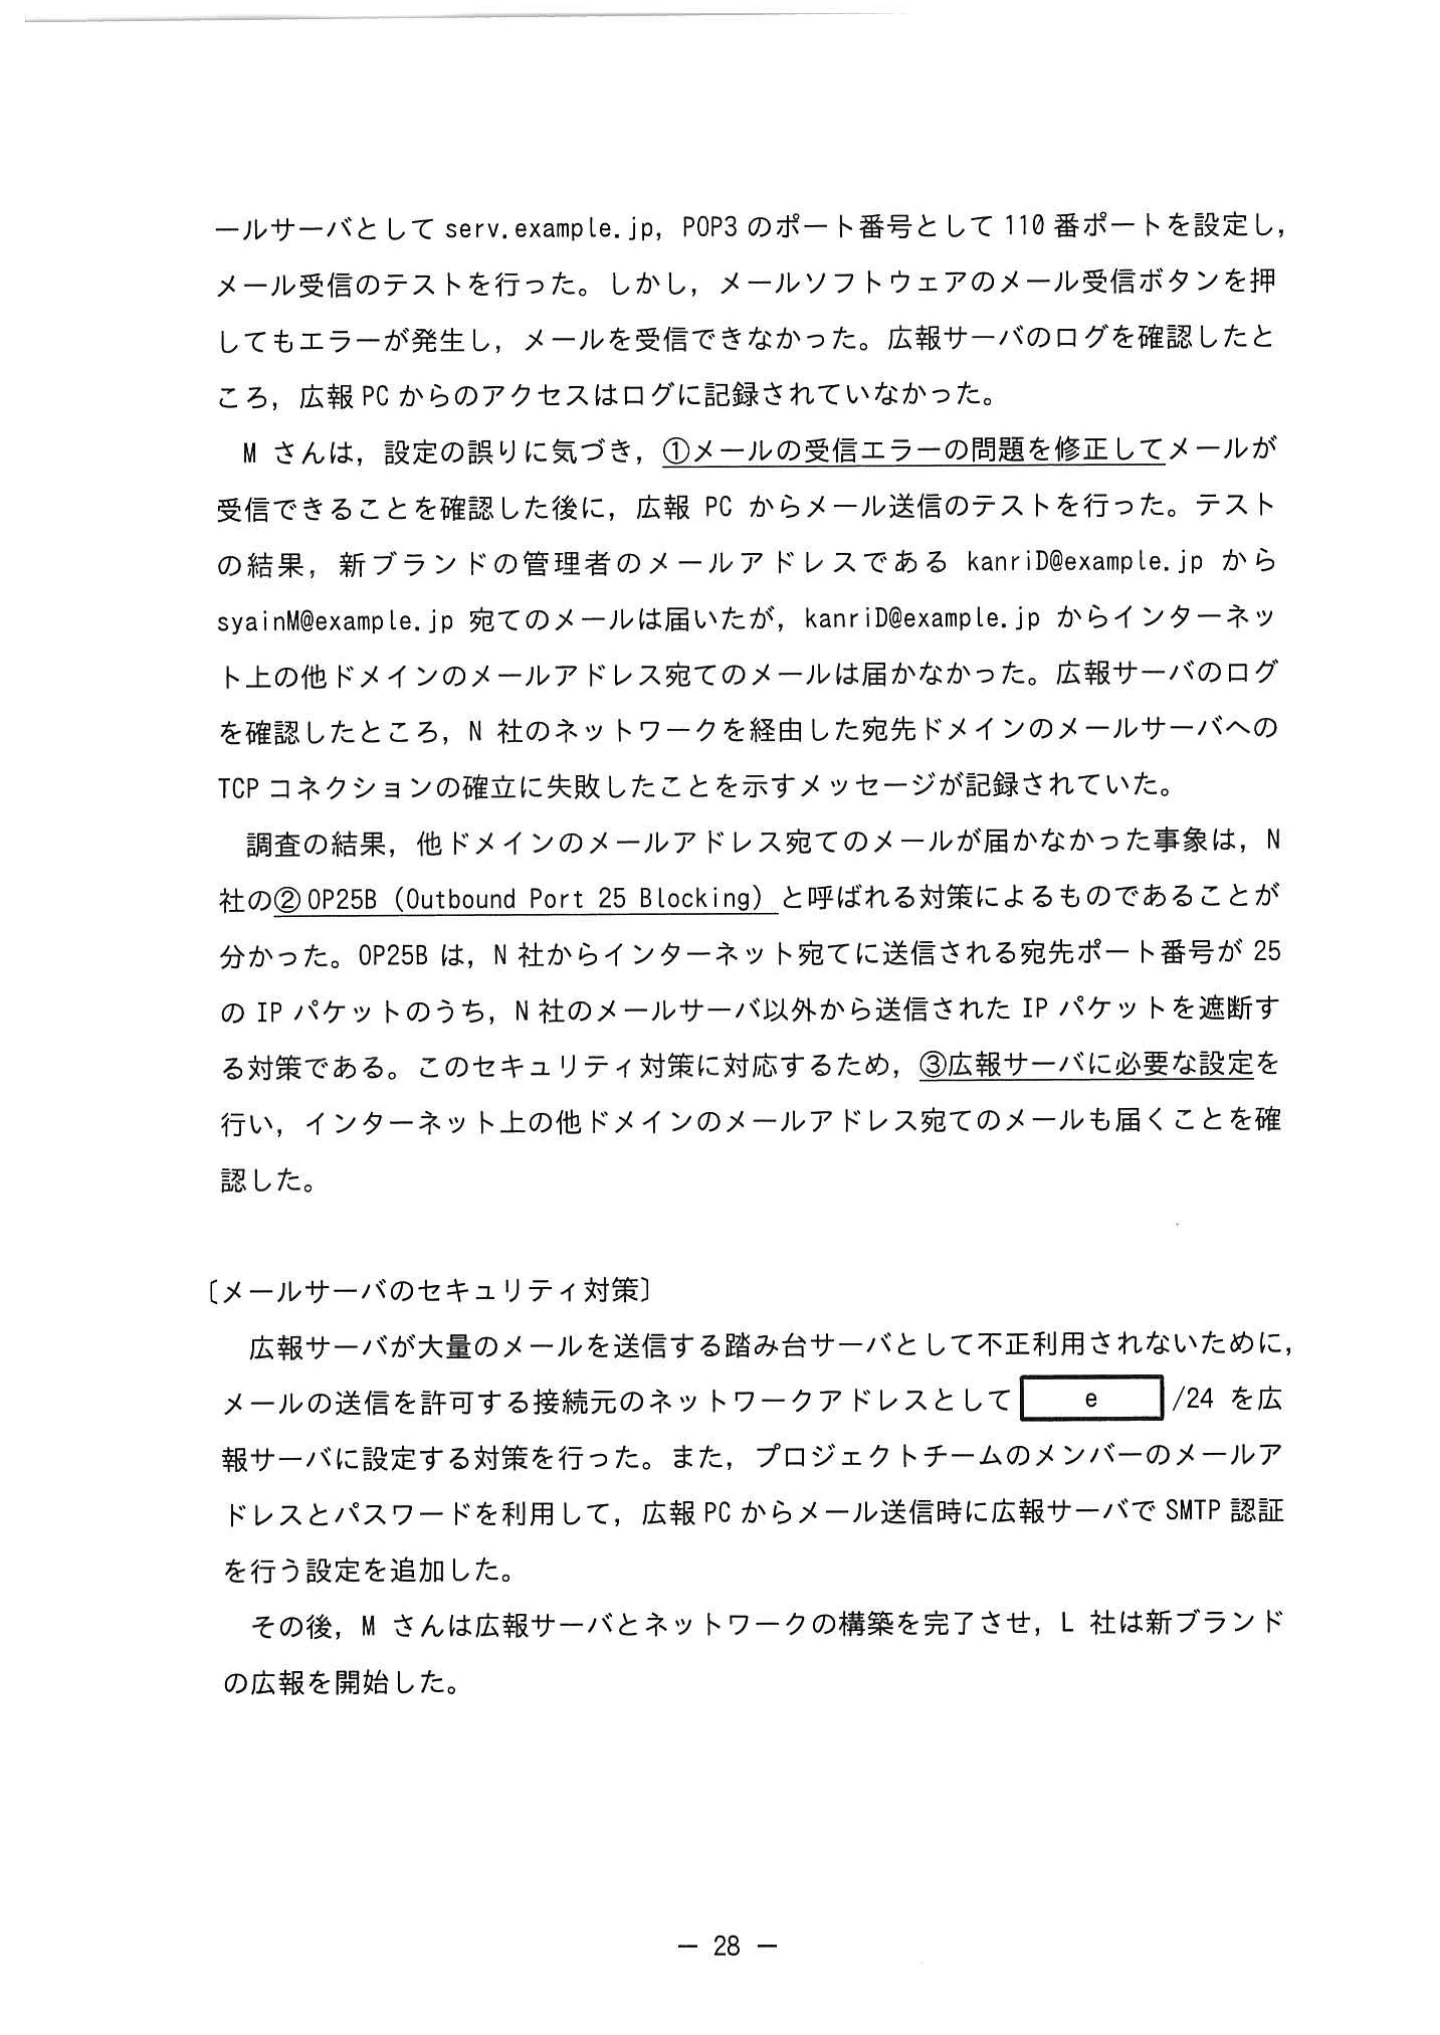 ールサーバとして serv.example.jp，POP3 のポート番号として 110 番ポートを設定し，
メール受信のテストを行った。しかし，メールソフトウェアのメール受信ボタンを押
してもエラーが発生し，メールを受信できなかった。広報サーバのログを確認したと
ころ，広報 PC からのアクセスはログに記録されていなかった。
M さんは，設定の誤りに気づき，①メールの受信エラーの問題を修正してメールが
受信できることを確認した後に，広報 PC からメール送信のテストを行った。テスト
の結果，新ブランドの管理者のメールアドレスである kanriD@example.jp から
syainM@example.jp 宛てのメールは届いたが，kanriD@example.jp からインターネッ
ト上の他ドメインのメールアドレス宛てのメールは届かなかった。広報サーバのログ
を確認したところ，N 社のネットワークを経由した宛先ドメインのメールサーバへの
TCP コネクションの確立に失敗したことを示すメッセージが記録されていた。
調査の結果，他ドメインのメールアドレス宛てのメールが届かなかった事象は，N
社の②OP25B（Outbound Port 25 Blocking）と呼ばれる対策によるものであることが
分かった。OP25B は，N 社からインターネット宛てに送信される宛先ポート番号が 25
の IP パケットのうち，N 社のメールサーバ以外から送信された IP パケットを遮断す
る対策である。このセキュリティ対策に対応するため，③広報サーバに必要な設定を
行い，インターネット上の他ドメインのメールアドレス宛てのメールも届くことを確
認した。
〔メールサーバのセキュリティ対策〕
広報サーバが大量のメールを送信する踏み台サーバとして不正利用されないために，
メールの送信を許可する接続元のネットワークアドレスとして e /24 を広
報サーバに設定する対策を行った。また，プロジェクトチームのメンバーのメールア
ドレスとパスワードを利用して，広報 PC からメール送信時に広報サーバで SMTP 認証
を行う設定を追加した。
その後，M さんは広報サーバとネットワークの構築を完了させ，L 社は新ブランド
の広報を開始した。
－ 28 －